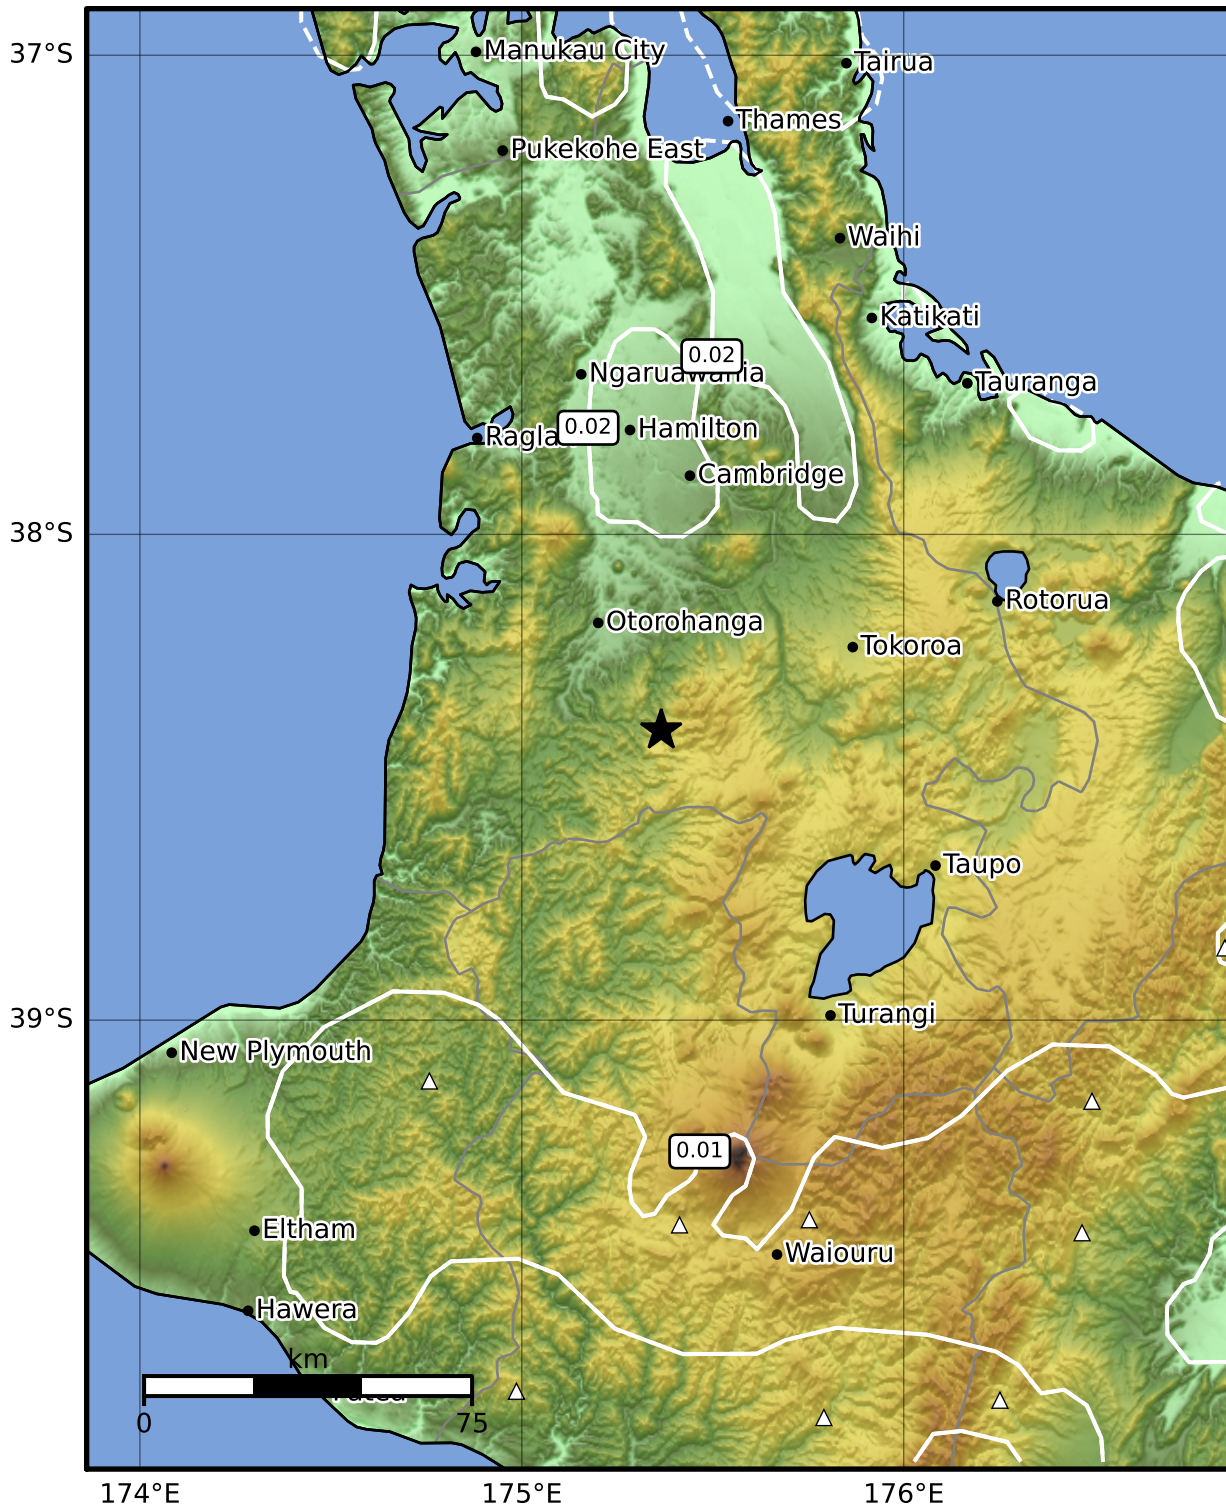 37°S
Manukau City
Tairua
Thames
Pukekohe East
Waihi
Katikati
0.02
Ngaruawahia
Tauranga
0.02
Hamilton
Cambridge
38°S
Rotorua
Otorohanga
Tokoroa
Taupo
39°S
Turangi
New Plymouth
0.01
Eltham
Waiouru
Hawera
km
0
75
174°E
175°E
176°E